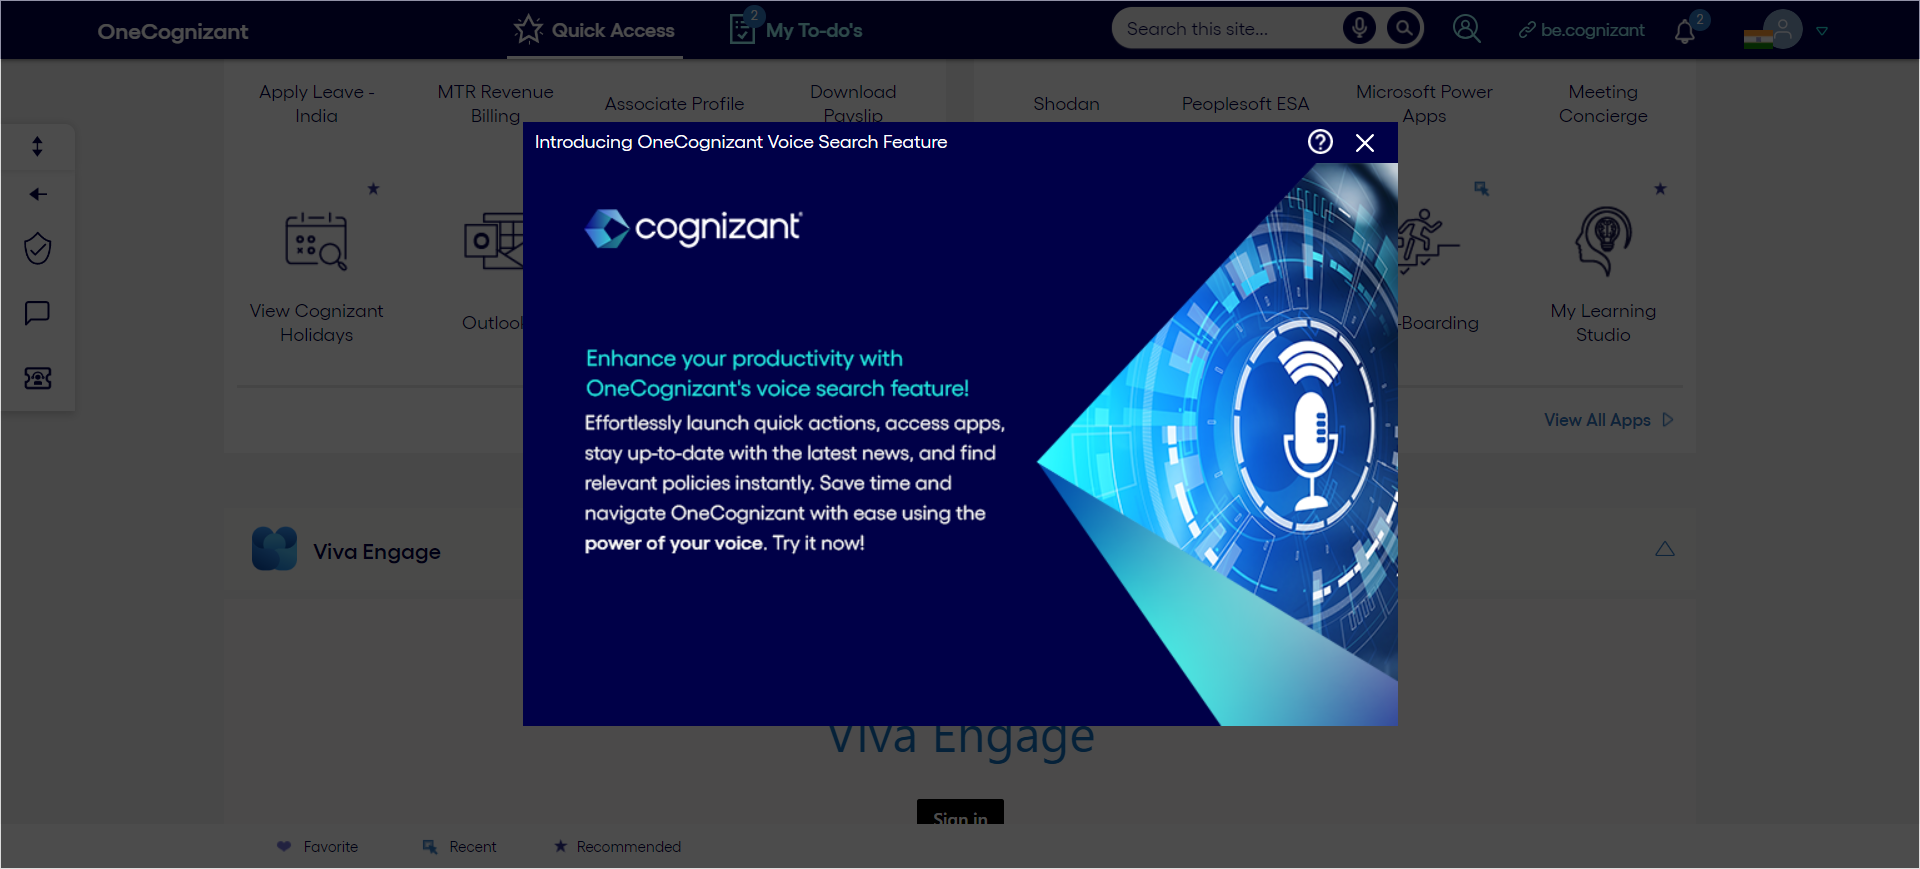 OneCognizant
Quick Access
2
My To-do's
Search this site...
be.cognizant
2
Apply Leave -
India
MTR Revenue
Billing
Associate Profile
Download
Payslip
Shodan
Peoplesoft ESA
Microsoft Power
Apps
Meeting
Concierge
Introducing OneCognizant Voice Search Feature
cognizant
Enhance your productivity with
OneCognizant's voice search feature!
Effortlessly launch quick actions, access apps,
stay up-to-date with the latest news, and find
relevant policies instantly. Save time and
navigate OneCognizant with ease using the
power of your voice. Try it now!
View Cognizant
Holidays
Outlook
-Boarding
My Learning
Studio
View All Apps
Viva Engage
Viva Engage
Sign in
Favorite
Recent
Recommended